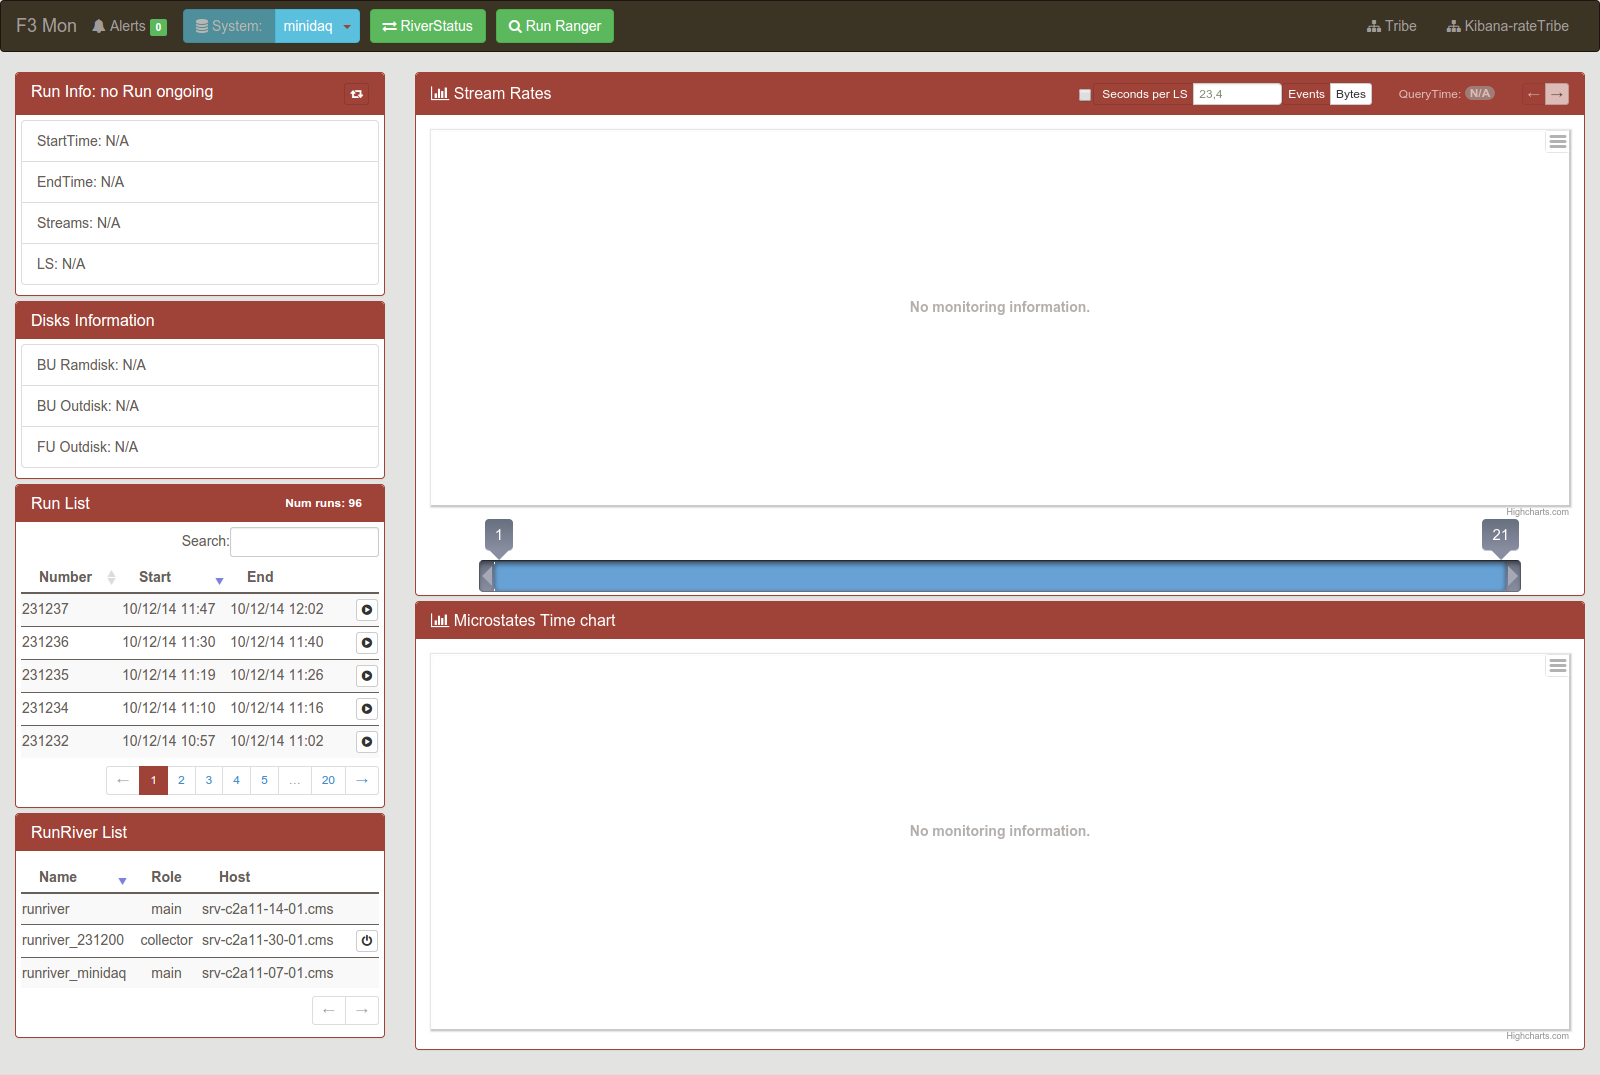 F3 Mon Alerts 0 System: minidaq RiverStatus Run Ranger Tribe Kibana-rateTribe
Run Info: no Run ongoing
StartTime: N/A
EndTime: N/A
Streams: N/A
LS: N/A
Disks Information
BU Ramdisk: N/A
BU Outdisk: N/A
FU Outdisk: N/A
Run List Num runs: 96
Search:
Number Start End
231237 10/12/14 11:47 10/12/14 12:02
231236 10/12/14 11:30 10/12/14 11:40
231235 10/12/14 11:19 10/12/14 11:26
231234 10/12/14 11:10 10/12/14 11:16
231232 10/12/14 10:57 10/12/14 11:02
← 1 2 3 4 5 ... 20 →
RunRiver List
Name Role Host
runriver main srv-c2a11-14-01.cms
runriver_231200 collector srv-c2a11-30-01.cms
runriver_minidaq main srv-c2a11-07-01.cms
← →
Stream Rates Seconds per LS 23,4 Events Bytes QueryTime: N/A ← →
No monitoring information.
Highcharts.com
1 21
Microstates Time chart
No monitoring information.
Highcharts.com